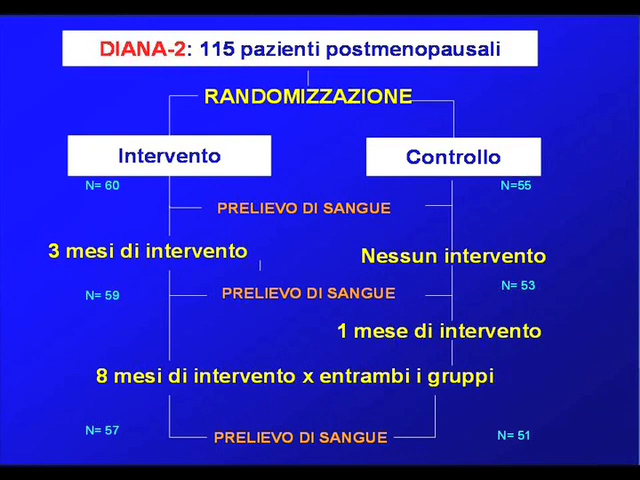 DIANA-2: 115 pazienti postmenopausali
RANDOMIZZAZIONE
Intervento
Controllo
N= 60
N=55
PRELIEVO DI SANGUE
3 mesi di intervento
Nessun intervento
N= 59
PRELIEVO DI SANGUE
N= 53
1 mese di intervento
8 mesi di intervento x entrambi i gruppi
N= 57
PRELIEVO DI SANGUE
N= 51